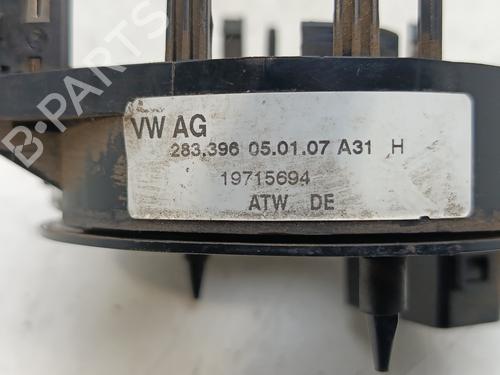 B-PARTS
VW AG
283.396 05.01.07 A31 H
19715694
ATW DE